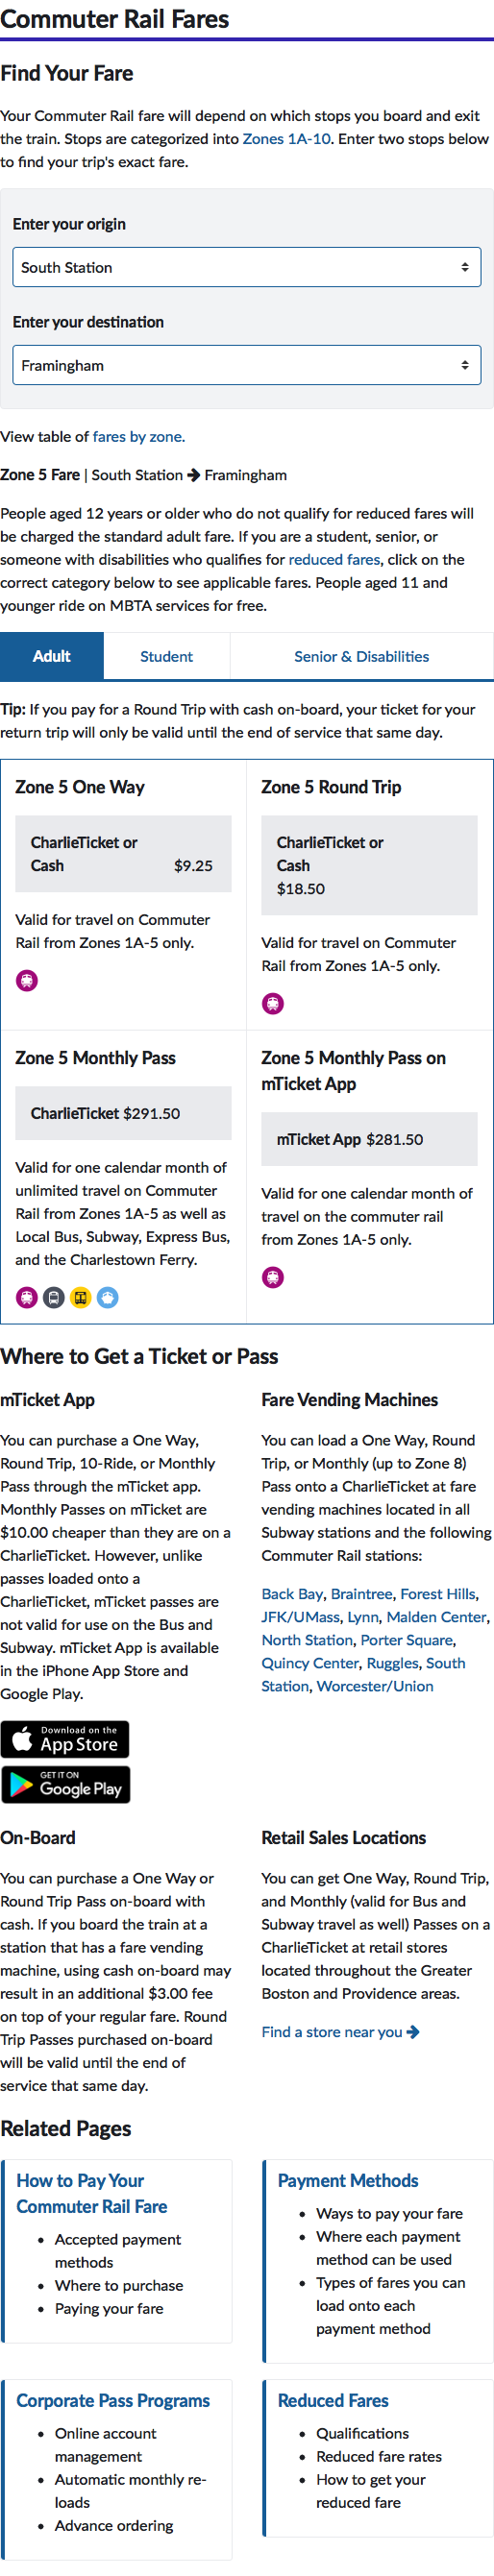 Commuter Rail Fares
Find Your Fare
Your Commuter Rail fare will depend on which stops you board and exit
the train. Stops are categorized into Zones 1A-10. Enter two stops below
to find your trip's exact fare.
Enter your origin
South Station
Enter your destination
Framingham
View table of fares by zone.
Zone 5 Fare | South Station → Framingham
People aged 12 years or older who do not qualify for reduced fares will
be charged the standard adult fare. If you are a student, senior, or
someone with disabilities who qualifies for reduced fares, click on the
correct category below to see applicable fares. People aged 11 and
younger ride on MBTA services for free.
Adult
Student
Senior & Disabilities
Tip: If you pay for a Round Trip with cash on-board, your ticket for your
return trip will only be valid until the end of service that same day.
Zone 5 One Way
CharlieTicket or
Cash $9.25
Valid for travel on Commuter
Rail from Zones 1A-5 only.
Zone 5 Round Trip
CharlieTicket or
Cash
$18.50
Valid for travel on Commuter
Rail from Zones 1A-5 only.
Zone 5 Monthly Pass
CharlieTicket $291.50
Valid for one calendar month of
unlimited travel on Commuter
Rail from Zones 1A-5 as well as
Local Bus, Subway, Express Bus,
and the Charlestown Ferry.
Zone 5 Monthly Pass on
mTicket App
mTicket App $281.50
Valid for one calendar month of
travel on the commuter rail
from Zones 1A-5 only.
Where to Get a Ticket or Pass
mTicket App
You can purchase a One Way,
Round Trip, 10-Ride, or Monthly
Pass through the mTicket app.
Monthly Passes on mTicket are
$10.00 cheaper than they are on a
CharlieTicket. However, unlike
passes loaded onto a
CharlieTicket, mTicket passes are
not valid for use on the Bus and
Subway. mTicket App is available
in the iPhone App Store and
Google Play.
Download on the
App Store
GET IT ON
Google Play
Fare Vending Machines
You can load a One Way, Round
Trip, or Monthly (up to Zone 8)
Pass onto a CharlieTicket at fare
vending machines located in all
Subway stations and the following
Commuter Rail stations:
Back Bay, Braintree, Forest Hills,
JFK/UMass, Lynn, Malden Center,
North Station, Porter Square,
Quincy Center, Ruggles, South
Station, Worcester/Union
On-Board
You can purchase a One Way or
Round Trip Pass on-board with
cash. If you board the train at a
station that has a fare vending
machine, using cash on-board may
result in an additional $3.00 fee
on top of your regular fare. Round
Trip Passes purchased on-board
will be valid until the end of
service that same day.
Retail Sales Locations
You can get One Way, Round Trip,
and Monthly (valid for Bus and
Subway travel as well) Passes on a
CharlieTicket at retail stores
located throughout the Greater
Boston and Providence areas.
Find a store near you →
Related Pages
How to Pay Your
Commuter Rail Fare
• Accepted payment
methods
• Where to purchase
• Paying your fare
Payment Methods
• Ways to pay your fare
• Where each payment
method can be used
• Types of fares you can
load onto each
payment method
Corporate Pass Programs
• Online account
management
• Automatic monthly re-
loads
• Advance ordering
Reduced Fares
• Qualifications
• Reduced fare rates
• How to get your
reduced fare